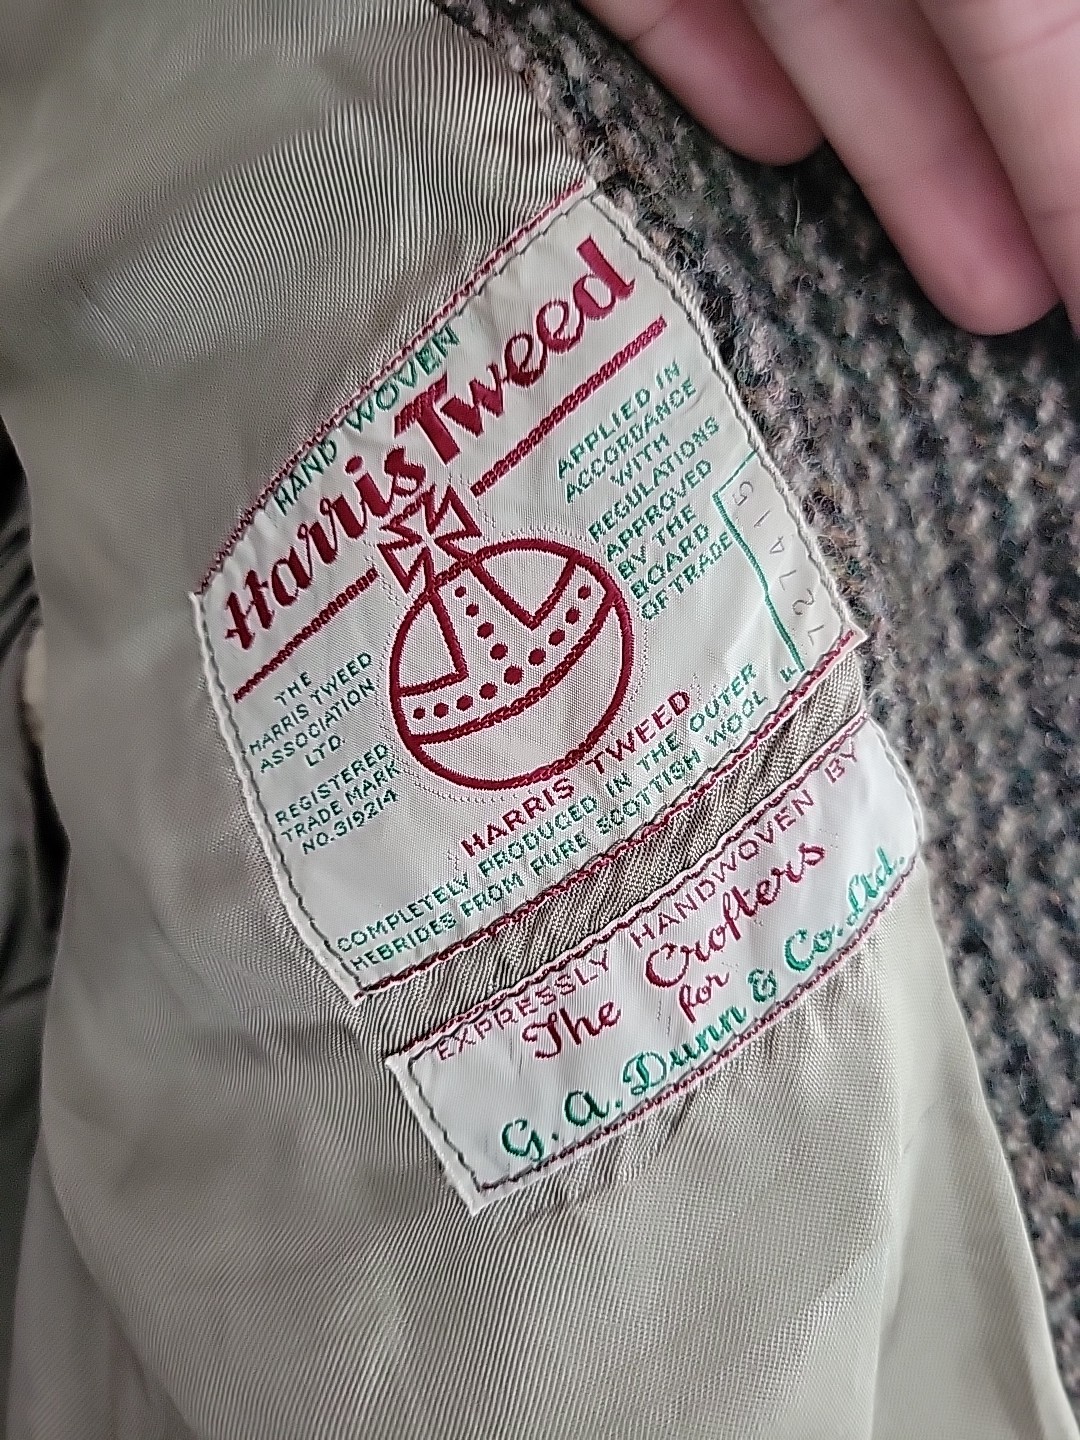 HAND WOVEN
Harris Tweed
THE
HARRIS TWEED
ASSOCIATION
LTD.
REGISTERED
TRADE MARK
NO. 319214
APPLIED IN
ACCORDANCE
WITH
REGULATIONS
APPROVED
BY THE
BOARD
OF TRADE
HARRIS TWEED
COMPLETELY PRODUCED IN THE OUTER
HEBRIDES FROM PURE SCOTTISH WOOL
EXPRESSLY HANDWOVEN BY
The Crofters
for
G. A. Dunn & Co. Ltd.